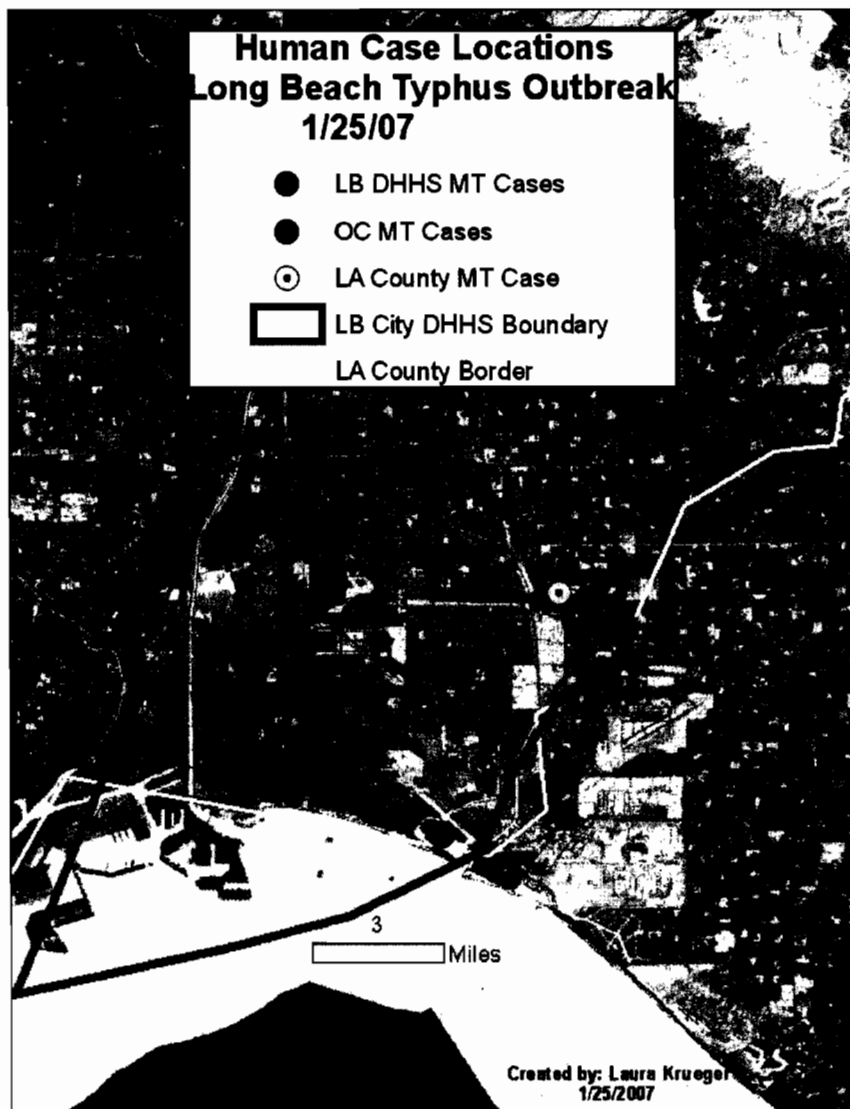 Human Case Locations
Long Beach Typhus Outbreak
1/25/07
LB DHHS MT Cases
OC MT Cases
LA County MT Case
LB City DHHS Boundary
LA County Border
3
Miles
Created by: Laura Krueger
1/25/2007